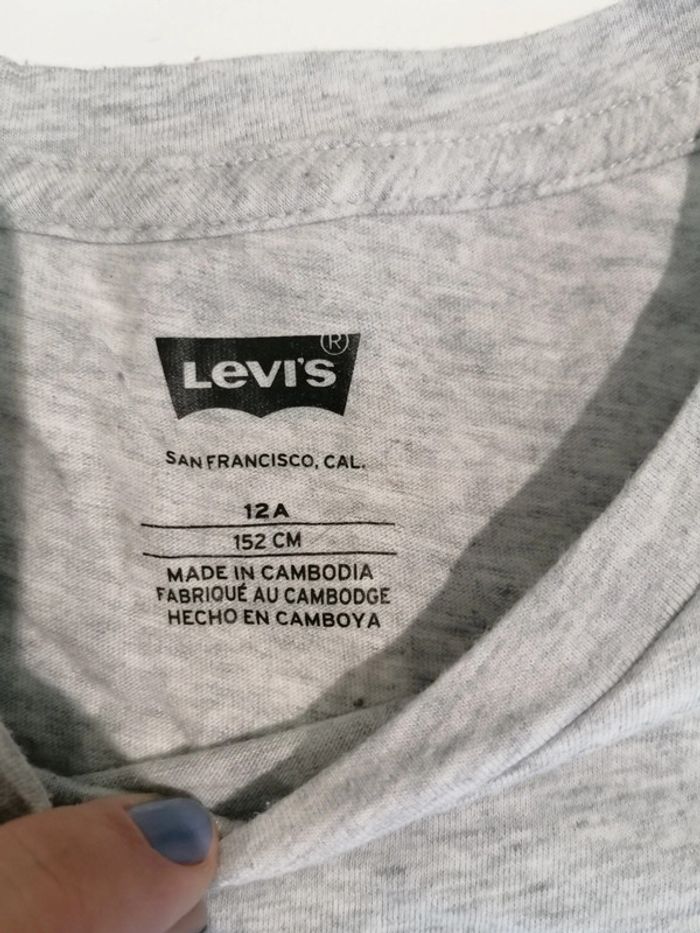 LEVI'S ®
SAN FRANCISCO, CAL.
12A
152 CM
MADE IN CAMBODIA
FABRIQUÉ AU CAMBODGE
HECHO EN CAMBOYA